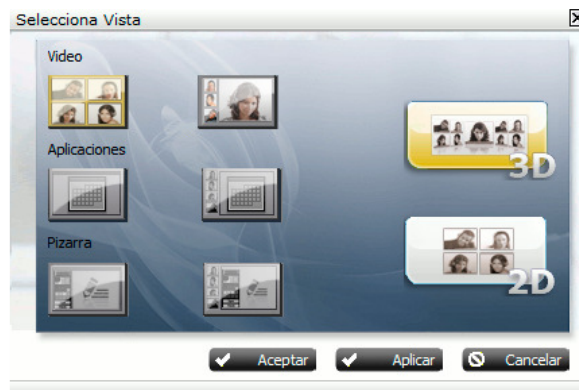 Selecciona Vista
Video
Aplicaciones
3D
Pizarra
2D
Aceptar Aplicar Cancelar